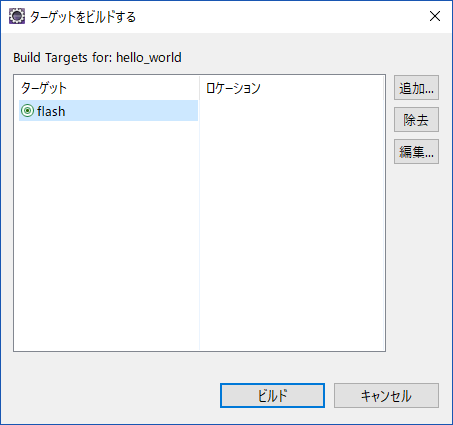 ターゲットをビルドする
Build Targets for: hello_world
ターゲット ロケーション
flash
追加...
除去
編集...
ビルド キャンセル